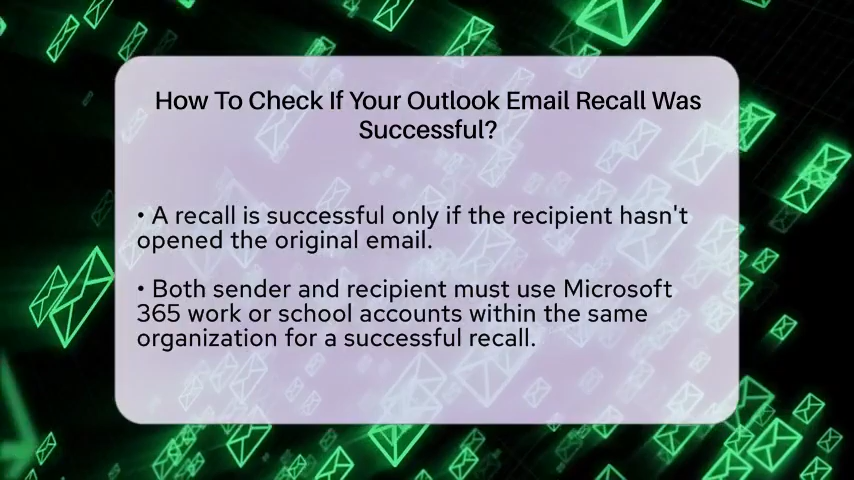 How To Check If Your Outlook Email Recall Was
Successful?
• A recall is successful only if the recipient hasn't
opened the original email.
• Both sender and recipient must use Microsoft
365 work or school accounts within the same
organization for a successful recall.